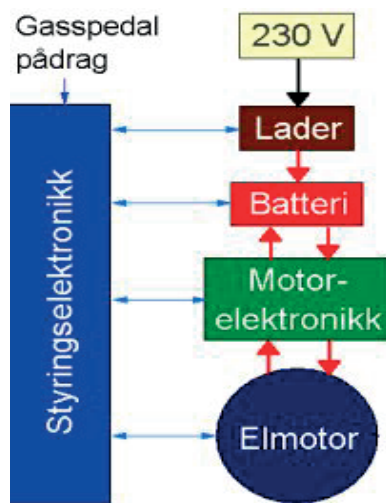 Gasspedal
pådrag
230 V
Styringselektronikk
Lader
Batteri
Motor-
elektronikk
Elmotor